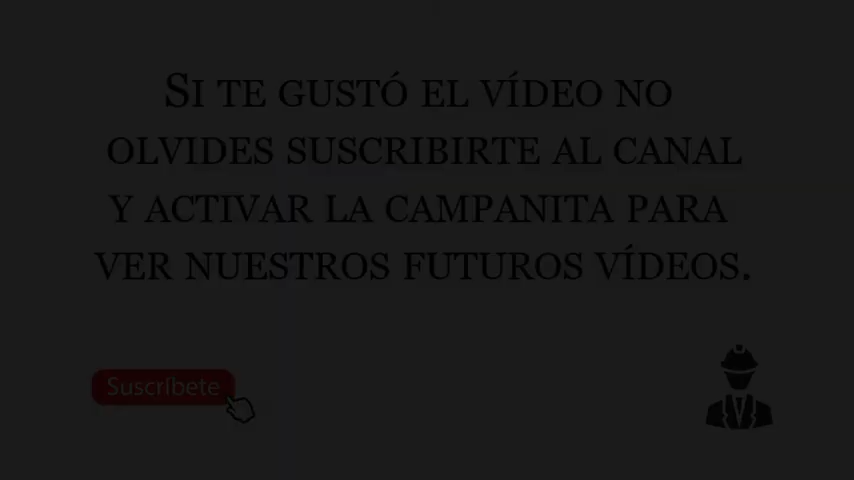 Si te gustó el vídeo no
olvides suscribirte al canal
y activar la campanita para
ver nuestros futuros vídeos.
Suscríbete